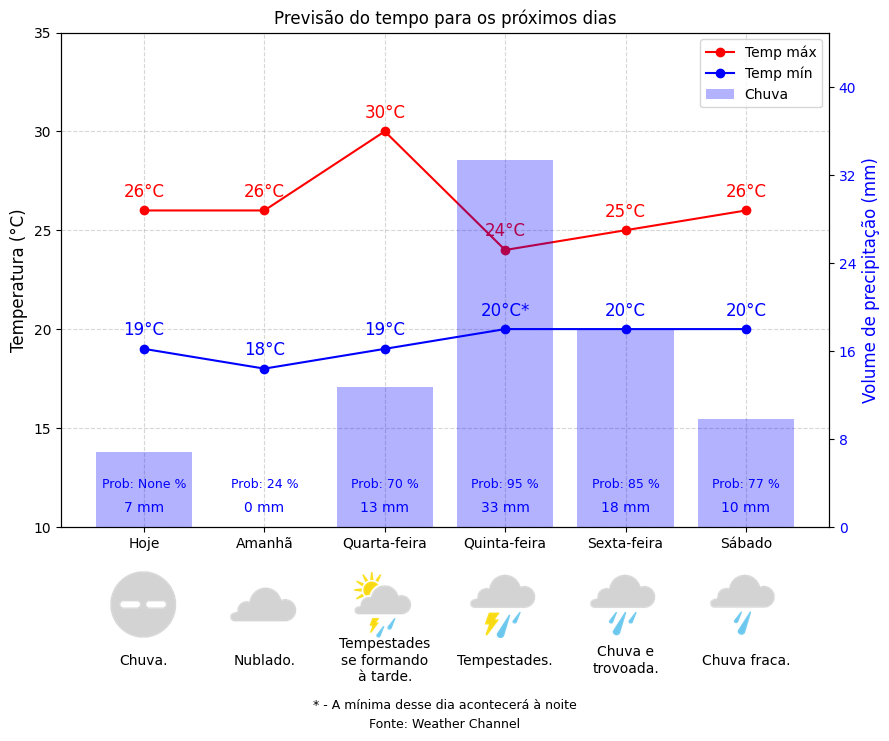 Previsão do tempo para os próximos dias
Temp máx
Temp mín
Chuva
Temperatura (°C)
Volume de precipitação (mm)
35
30
25
20
15
10
40
32
24
16
8
0
26°C
26°C
30°C
24°C
25°C
26°C
19°C
18°C
19°C
20°C*
20°C
20°C
Prob: None %
Prob: 24 %
Prob: 70 %
Prob: 95 %
Prob: 85 %
Prob: 77 %
7 mm
0 mm
13 mm
33 mm
18 mm
10 mm
Hoje
Amanhã
Quarta-feira
Quinta-feira
Sexta-feira
Sábado
Chuva.
Nublado.
Tempestades
se formando
à tarde.
Tempestades.
Chuva e
trovoada.
Chuva fraca.
* - A mínima desse dia acontecerá à noite
Fonte: Weather Channel